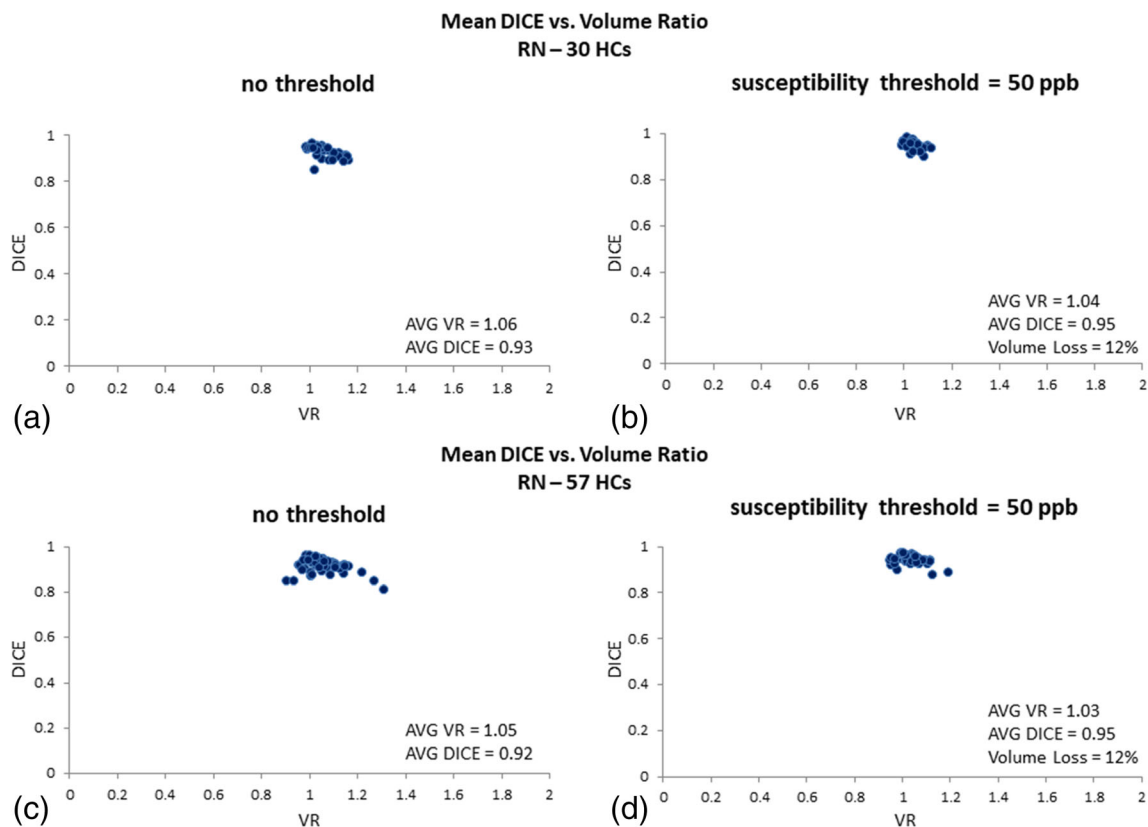 Mean DICE vs. Volume Ratio
RN – 30 HCs
no threshold
1
0.8
0.6
0.4
0.2
0
DICE
AVG VR = 1.06
AVG DICE = 0.93
0 0.2 0.4 0.6 0.8 1 1.2 1.4 1.6 1.8 2
VR
(a)
susceptibility threshold = 50 ppb
1
0.8
0.6
0.4
0.2
0
DICE
AVG VR = 1.04
AVG DICE = 0.95
Volume Loss = 12%
0 0.2 0.4 0.6 0.8 1 1.2 1.4 1.6 1.8 2
VR
(b)
Mean DICE vs. Volume Ratio
RN – 57 HCs
no threshold
1
0.8
0.6
0.4
0.2
0
DICE
AVG VR = 1.05
AVG DICE = 0.92
0 0.2 0.4 0.6 0.8 1 1.2 1.4 1.6 1.8 2
VR
(c)
susceptibility threshold = 50 ppb
1
0.8
0.6
0.4
0.2
0
DICE
AVG VR = 1.03
AVG DICE = 0.95
Volume Loss = 12%
0 0.2 0.4 0.6 0.8 1 1.2 1.4 1.6 1.8 2
VR
(d)